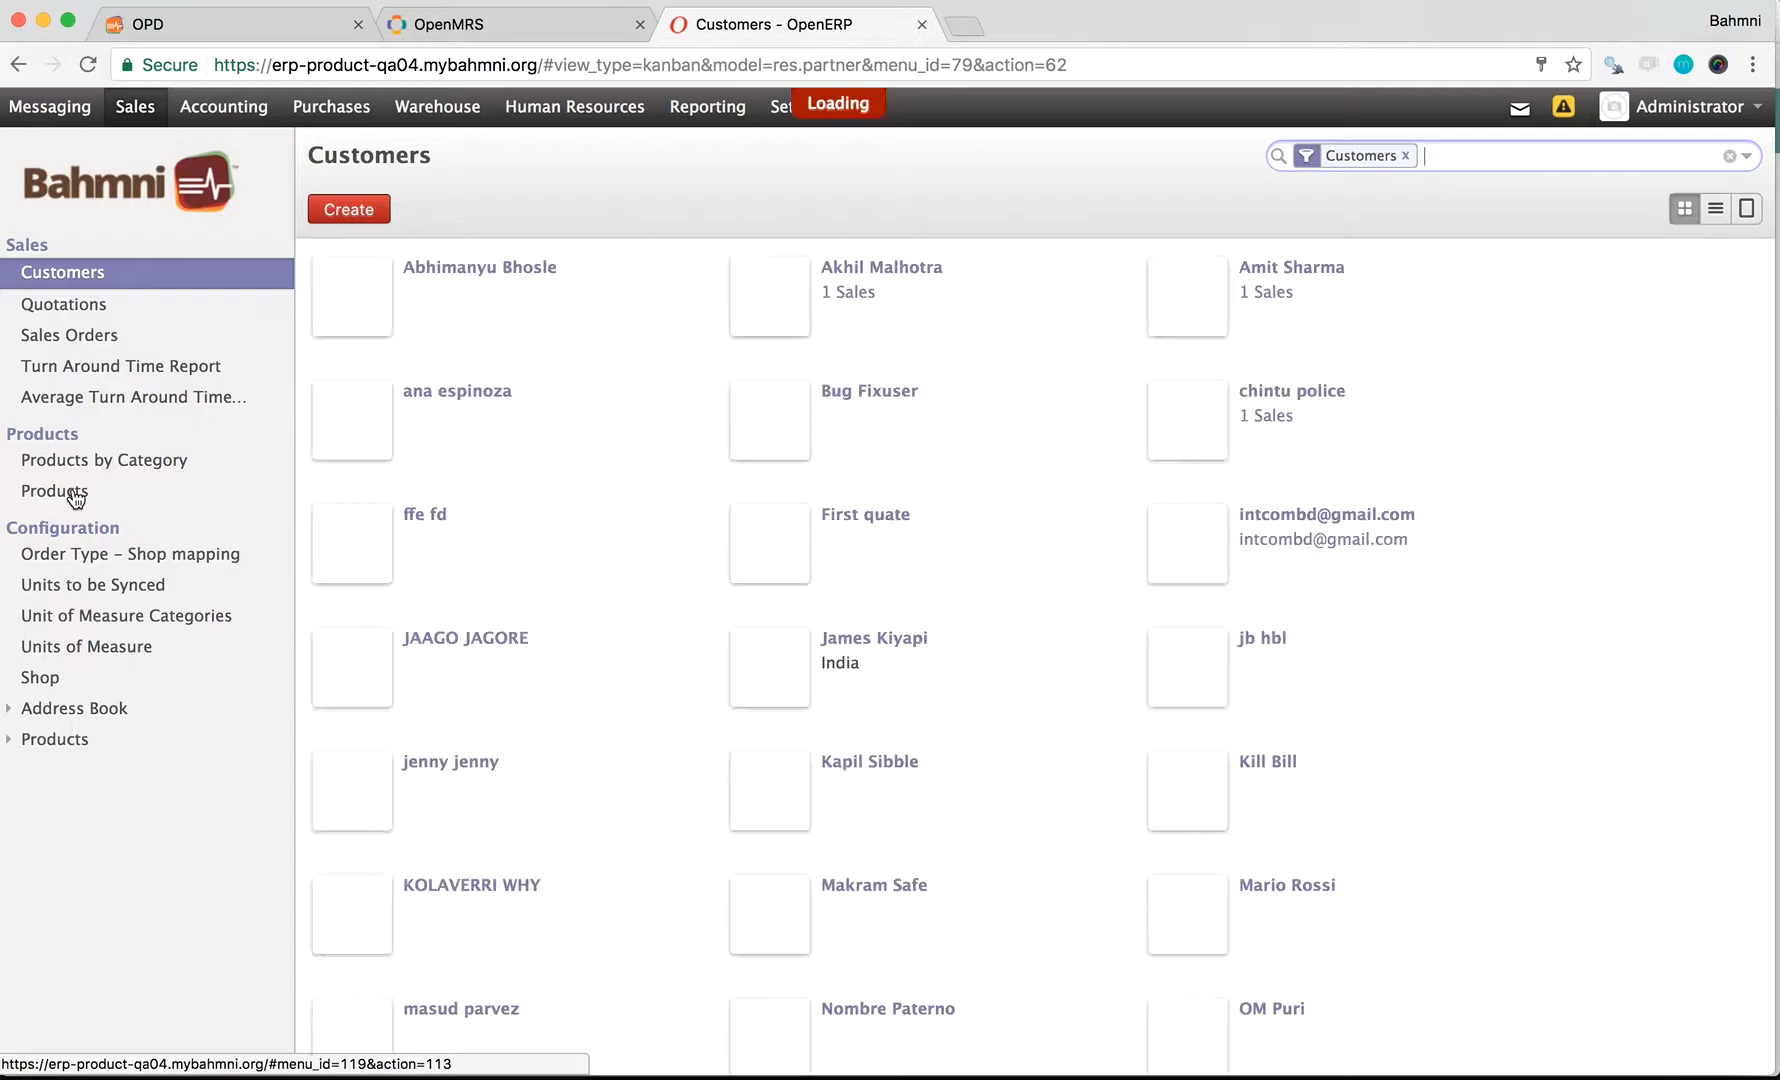 OPD
OpenMRS
Customers - OpenERP
Bahmni
Secure https://erp-product-qa04.mybahmni.org/#view_type=kanban&model=res.partner&menu_id=79&action=62
Messaging Sales Accounting Purchases Warehouse Human Resources Reporting Set Loading Administrator
Bahmni
Customers
Customers x
Create
Sales
Customers
Quotations
Sales Orders
Turn Around Time Report
Average Turn Around Time...
Products
Products by Category
Products
Configuration
Order Type - Shop mapping
Units to be Synced
Unit of Measure Categories
Units of Measure
Shop
Address Book
Products
Abhimanyu Bhosle
Akhil Malhotra
1 Sales
Amit Sharma
1 Sales
ana espinoza
Bug Fixuser
chintu police
1 Sales
ffe fd
First quate
intcombd@gmail.com
intcombd@gmail.com
JAAGO JAGORE
James Kiyapi
India
jb hbl
jenny jenny
Kapil Sibble
Kill Bill
KOLAVERRI WHY
Makram Safe
Mario Rossi
masud parvez
Nombre Paterno
OM Puri
https://erp-product-qa04.mybahmni.org/#menu_id=119&action=113